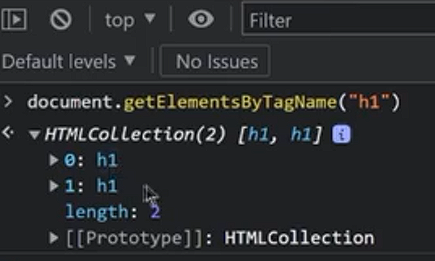 top ▼ Filter
Default levels ▼ No Issues
> document.getElementsByTagName("h1")
<· ▼ HTMLCollection(2) [h1, h1] i
▶ 0: h1
▶ 1: h1
length: 2
▶ [[Prototype]]: HTMLCollection